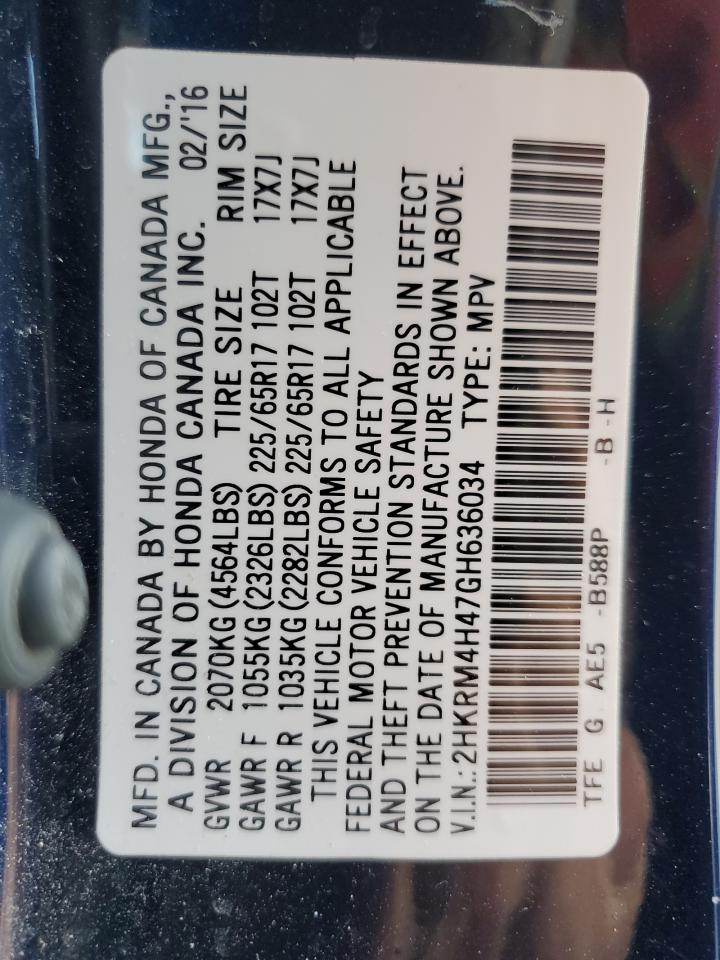 MFD. IN CANADA BY HONDA OF CANADA MFG.,
A DIVISION OF HONDA CANADA INC. 02/'16
GVWR 2070KG(4564LBS) TIRE SIZE RIM SIZE
GAWR F 1055KG(2326LBS) 225/65R17 102T 17X7J
GAWR R 1035KG(2282LBS) 225/65R17 102T 17X7J
THIS VEHICLE CONFORMS TO ALL APPLICABLE
FEDERAL MOTOR VEHICLE SAFETY
AND THEFT PREVENTION STANDARDS IN EFFECT
ON THE DATE OF MANUFACTURE SHOWN ABOVE.
V.I.N.: 2HKRM4H47GH636034 TYPE: MPV
TFE G AE5 -B588P -B -H